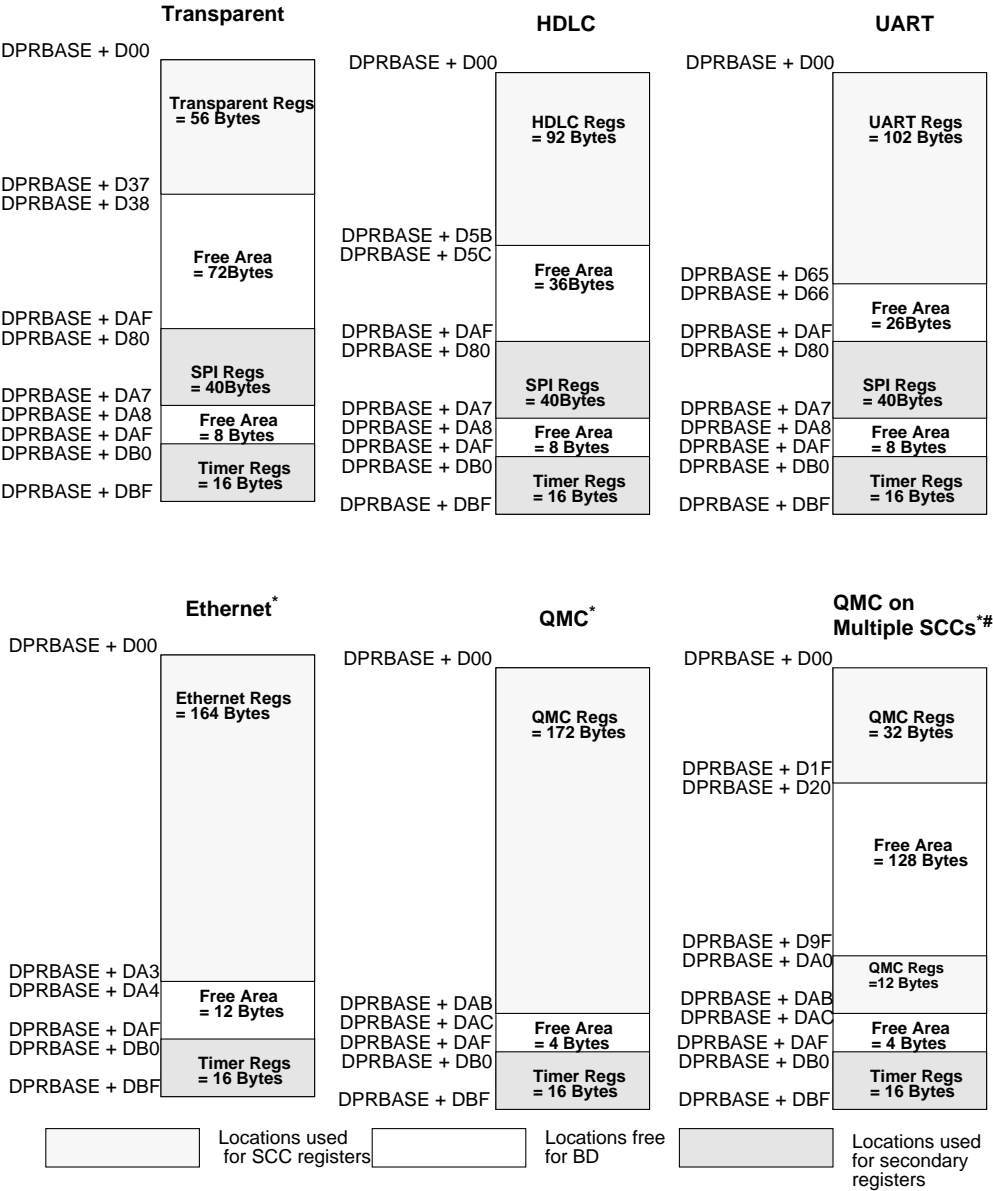 Transparent
DPRBASE + D00
Transparent Regs
= 56 Bytes
DPRBASE + D37
DPRBASE + D38
Free Area
= 72Bytes
DPRBASE + DAF
DPRBASE + D80
SPI Regs
= 40Bytes
DPRBASE + DA7
DPRBASE + DA8
Free Area
= 8 Bytes
DPRBASE + DAF
DPRBASE + DB0
Timer Regs
= 16 Bytes
DPRBASE + DBF
HDLC
DPRBASE + D00
HDLC Regs
= 92 Bytes
DPRBASE + D5B
DPRBASE + D5C
Free Area
= 36Bytes
DPRBASE + DAF
DPRBASE + D80
SPI Regs
= 40Bytes
DPRBASE + DA7
DPRBASE + DA8
Free Area
= 8 Bytes
DPRBASE + DAF
DPRBASE + DB0
Timer Regs
= 16 Bytes
DPRBASE + DBF
UART
DPRBASE + D00
UART Regs
= 102 Bytes
DPRBASE + D65
DPRBASE + D66
Free Area
= 26Bytes
DPRBASE + DAF
DPRBASE + D80
SPI Regs
= 40Bytes
DPRBASE + DA7
DPRBASE + DA8
Free Area
= 8 Bytes
DPRBASE + DAF
DPRBASE + DB0
Timer Regs
= 16 Bytes
DPRBASE + DBF
Ethernet*
DPRBASE + D00
Ethernet Regs
= 164 Bytes
DPRBASE + DA3
DPRBASE + DA4
Free Area
= 12 Bytes
DPRBASE + DAF
DPRBASE + DB0
Timer Regs
= 16 Bytes
DPRBASE + DBF
QMC*
DPRBASE + D00
QMC Regs
= 172 Bytes
DPRBASE + DAB
DPRBASE + DAC
Free Area
= 4 Bytes
DPRBASE + DAF
DPRBASE + DB0
Timer Regs
= 16 Bytes
DPRBASE + DBF
QMC on
Multiple SCCs*#
DPRBASE + D00
QMC Regs
= 32 Bytes
DPRBASE + D1F
DPRBASE + D20
Free Area
= 128 Bytes
DPRBASE + D9F
DPRBASE + DA0
QMC Regs
=12 Bytes
DPRBASE + DAB
DPRBASE + DAC
Free Area
= 4 Bytes
DPRBASE + DAF
DPRBASE + DB0
Timer Regs
= 16 Bytes
DPRBASE + DBF
Locations used
for SCC registers
Locations free
for BD
Locations used
for secondary
registers